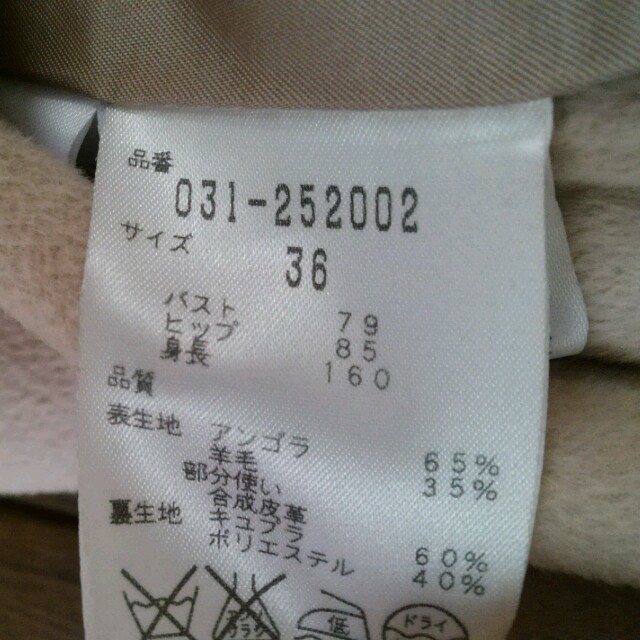 品番
031-252002
サイズ
36
バスト 79
ヒップ 85
身長 160
品質
表生地 アンゴラ 65%
羊毛 35%
部分使い
合成皮革
裏生地 キュプラ 60%
ポリエステル 40%
低
ドライ